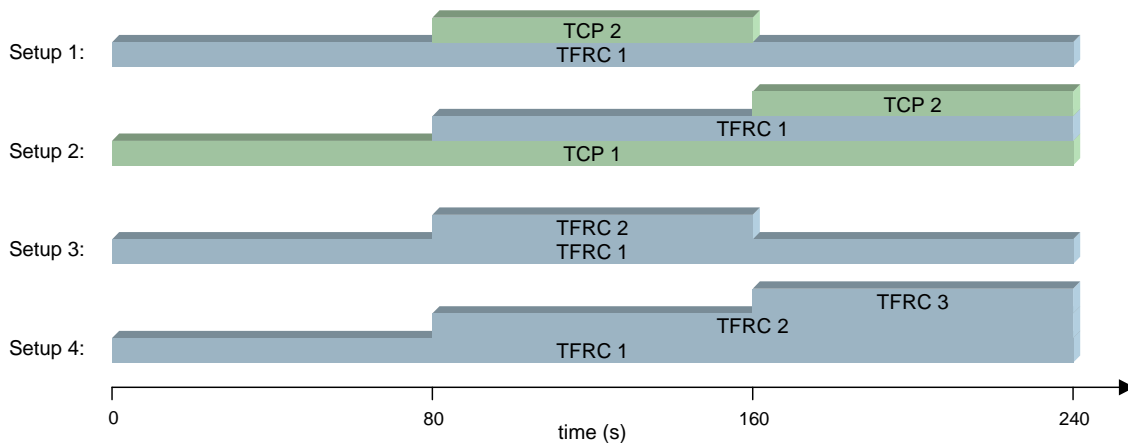 TCP 2
Setup 1:
TFRC 1
TCP 2
TFRC 1
Setup 2:
TCP 1
TFRC 2
Setup 3:
TFRC 1
TFRC 3
TFRC 2
Setup 4:
TFRC 1
0 80 160 240
time (s)